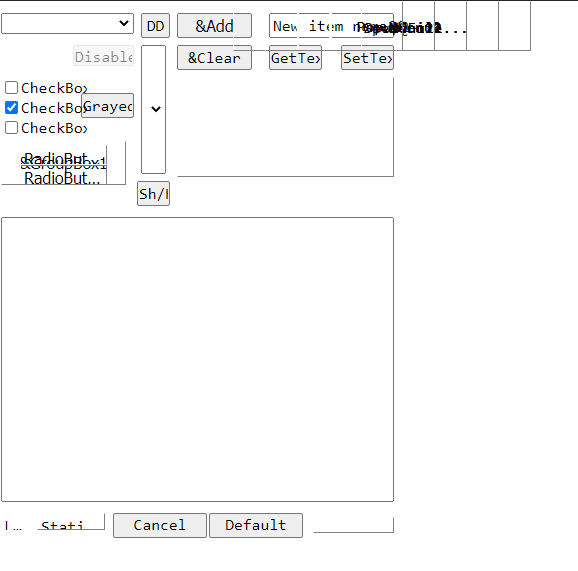 DD &Add New item name
Disable &Clear GetTex SetTex
CheckBox
CheckBox Grayed
CheckBox
RadioBut...
&GroupBox1
RadioBut...
Sh/
L... Stati Cancel Default